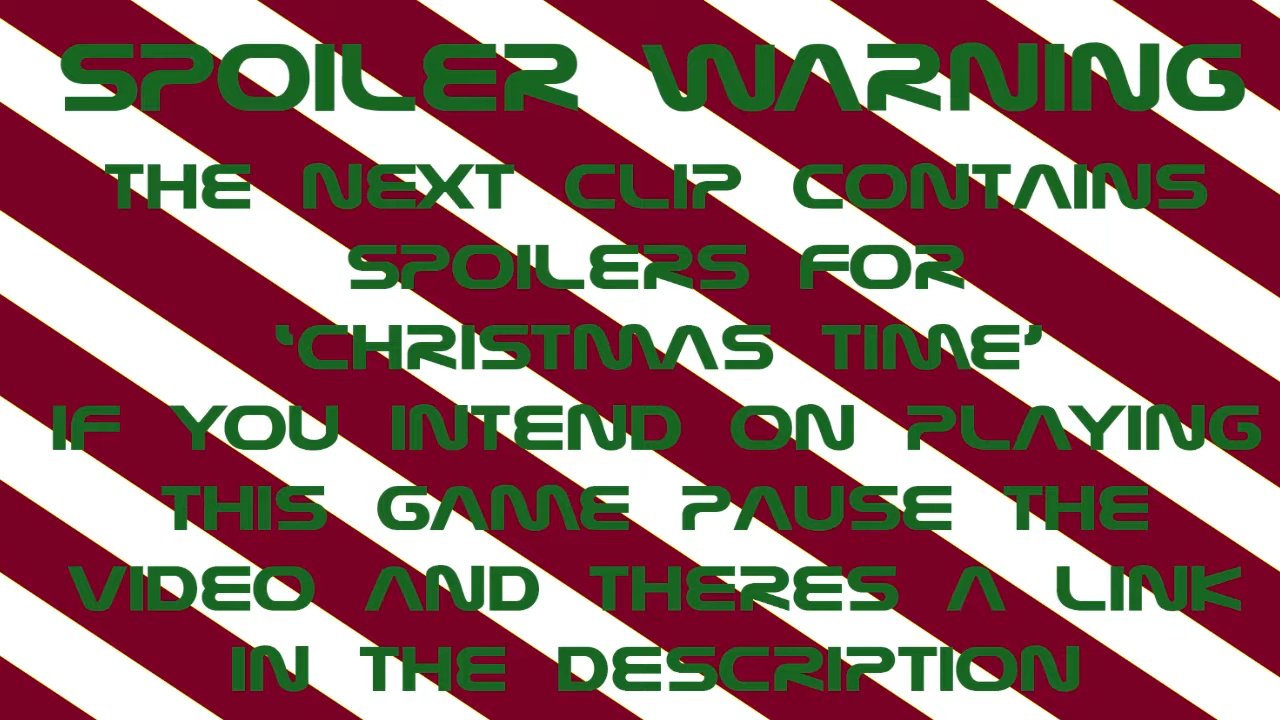 SPOILER WARNING
THE NEXT CLIP CONTAINS
SPOILERS FOR
‘CHRISTMAS TIME’
IF YOU INTEND ON PLAYING
THIS GAME PAUSE THE
VIDEO AND THERES A LINK
IN THE DESCRIPTION